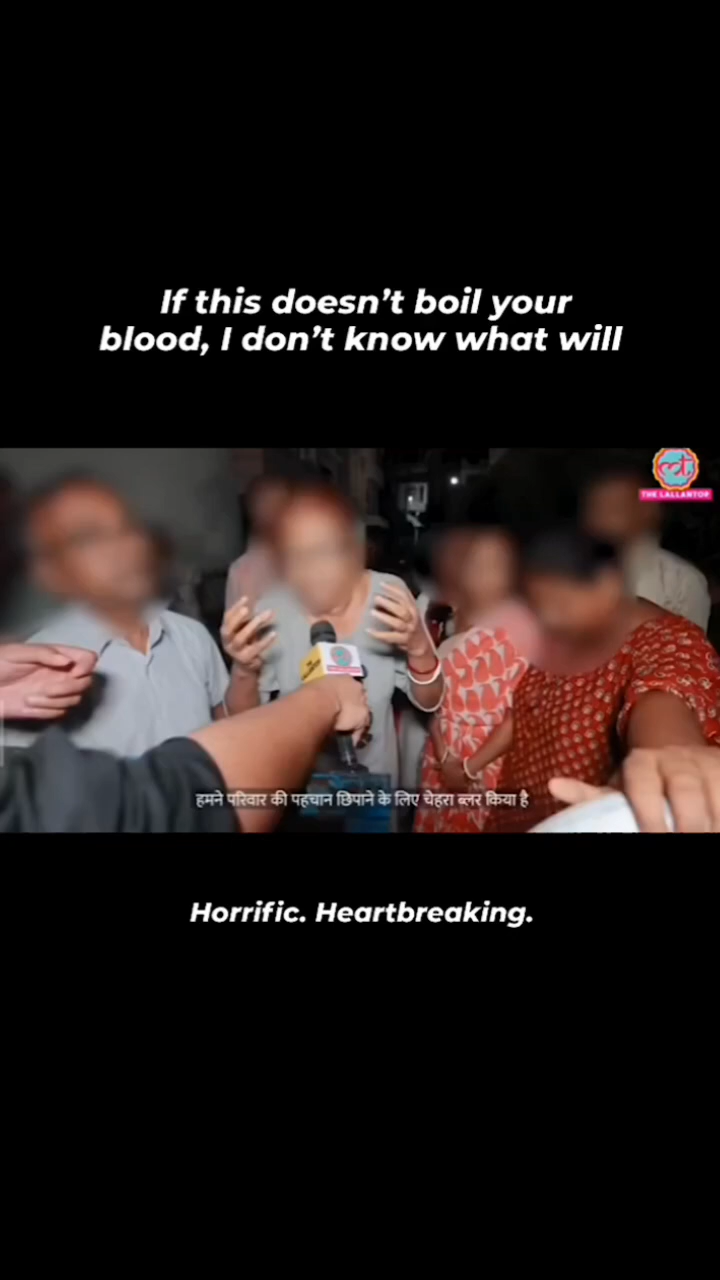 If this doesn't boil your
blood, I don't know what will
THE LALLANTOP
हमने परिवार की पहचान छिपाने के लिए चेहरा ब्लर किया है
Horrific. Heartbreaking.